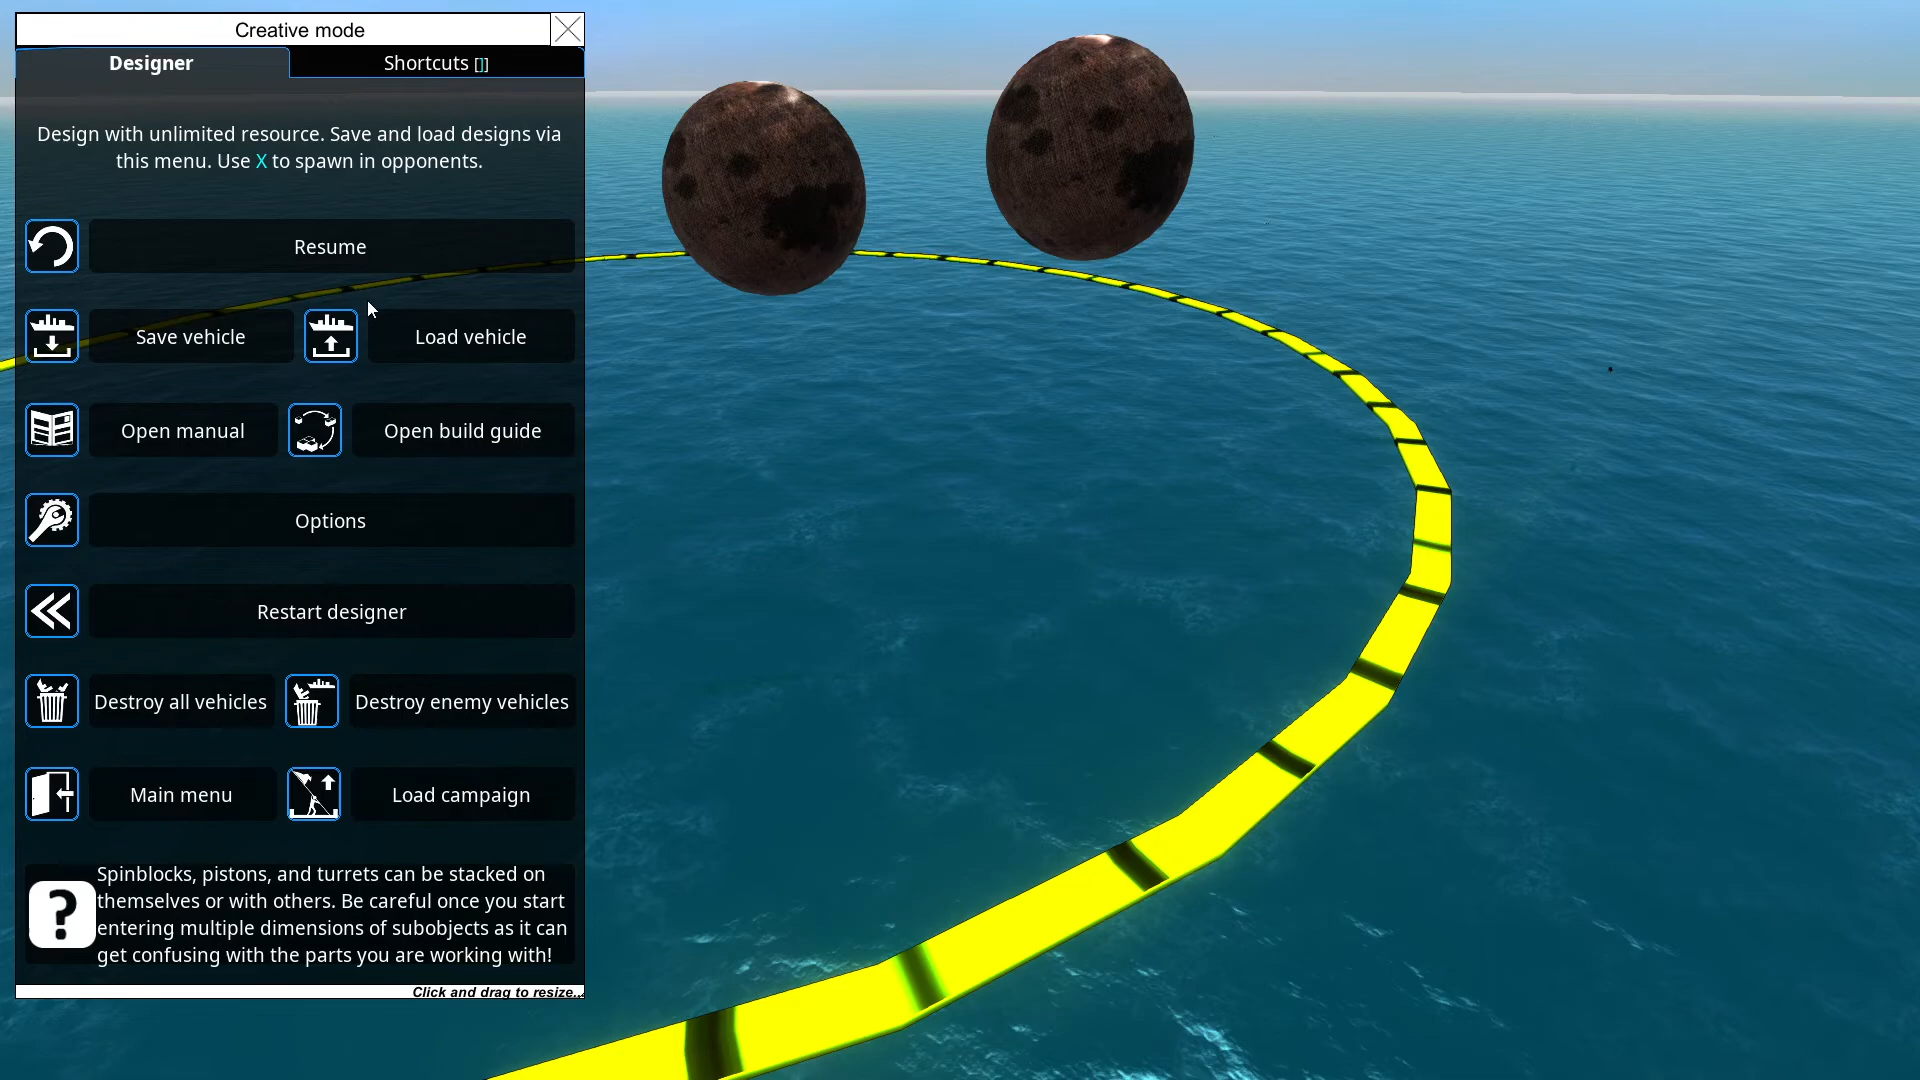 Creative mode
Designer
Shortcuts []]
Design with unlimited resource. Save and load designs via
this menu. Use X to spawn in opponents.
Resume
Save vehicle
Load vehicle
Open manual
Open build guide
Options
Restart designer
Destroy all vehicles
Destroy enemy vehicles
Main menu
Load campaign
?
Spinblocks, pistons, and turrets can be stacked on
themselves or with others. Be careful once you start
entering multiple dimensions of subobjects as it can
get confusing with the parts you are working with!
Click and drag to resize...